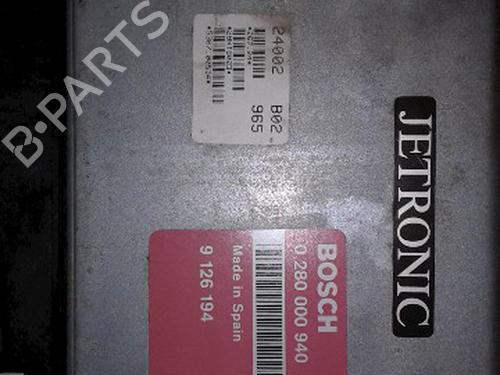 24002 B02
965
JETRONIC
BOSCH
0,280 000 940
Made in Spain
9 126 194
B-PARTS